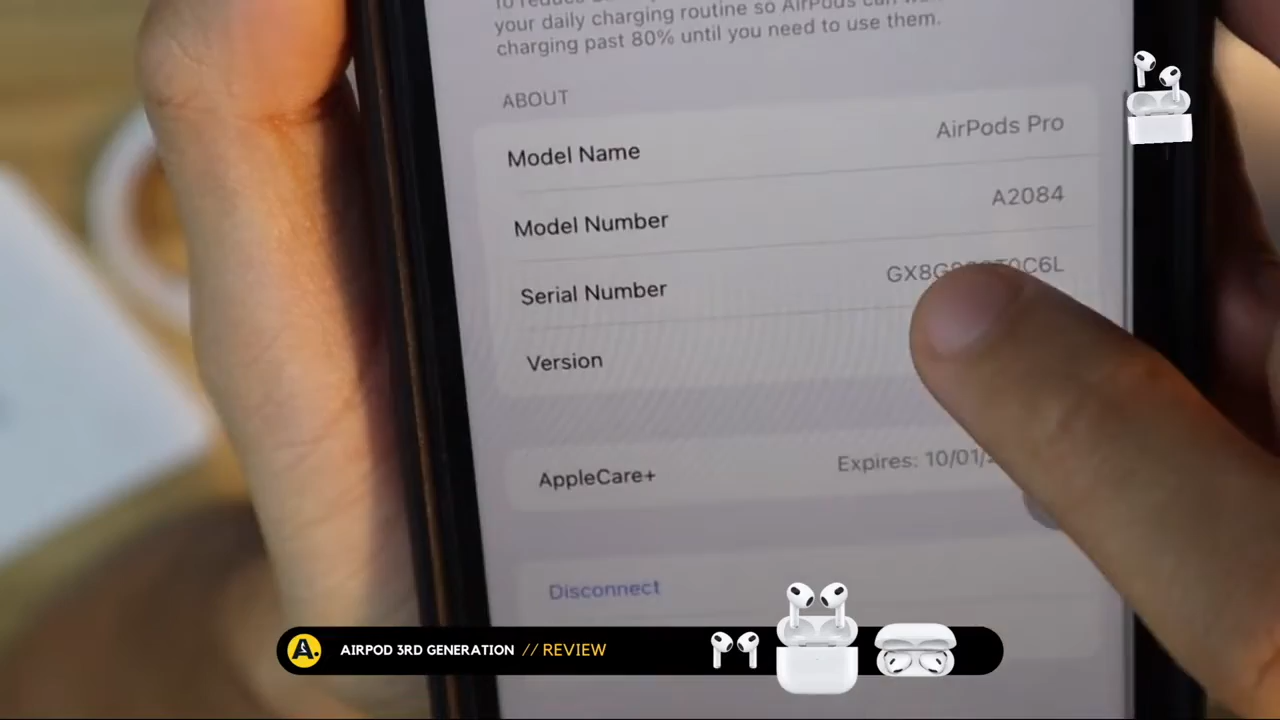 your daily charging routine so AirPods can
charging past 80% until you need to use them.
ABOUT
Model Name AirPods Pro
Model Number A2084
Serial Number
Version
AppleCare+ Expires: 10/01/
Disconnect
A. AIRPOD 3RD GENERATION // REVIEW